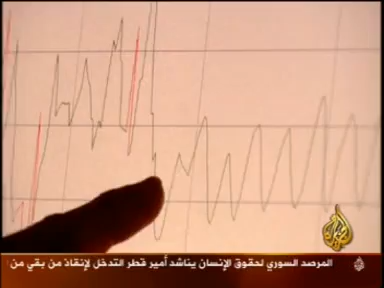 المرصد السوري لحقوق الإنسان يناشد أمير قطر التدخل لإنقاذ من بقي من